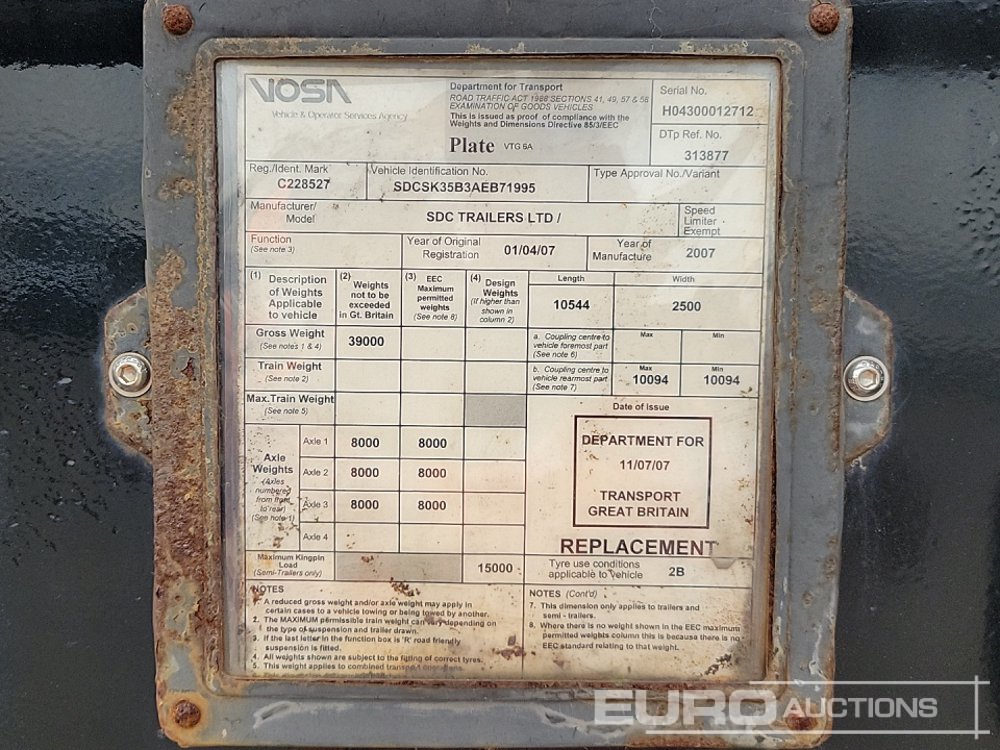 VOSA
Vehicle & Operator Services Agency
Department for Transport
ROAD TRAFFIC ACT 1988 SECTIONS 41, 49, 57 & 58
EXAMINATION OF GOODS VEHICLES
This is issued as proof of compliance with the
Weights and Dimensions Directive 85/3/EEC
Plate VTG 6A
Serial No.
H04300012712
DTp Ref. No.
313877
Reg./Ident. Mark
C228527
Vehicle Identification No.
SDCSK35B3AEB71995
Type Approval No./Variant
Manufacturer/
Model
SDC TRAILERS LTD /
Speed
Limiter
Exempt
Function
(See note 3)
Year of Original
Registration
01/04/07
Year of
Manufacture
2007
(1) Description
of Weights
Applicable
to vehicle
(2) Weights
not to be
exceeded
in Gt. Britain
(3) EEC
Maximum
permitted
weights
(See note 8)
(4) Design
Weights
(If higher than
shown in
column 2)
Length
10544
Width
2500
Gross Weight
(See notes 1 & 4)
39000
a. Coupling centre to
vehicle foremost part
(See note 6)
Max
Min
Train Weight
(See note 2)
b. Coupling centre to
vehicle rearmost part
(See note 7)
Max
10094
Min
10094
Max.Train Weight
(See note 5)
Axle
Weights
(Axles
numbered
from front
to rear)
(See note 1)
Axle 1 8000 8000
Axle 2 8000 8000
Axle 3 8000 8000
Axle 4
Maximum Kingpin
Load
(Semi-Trailers only)
15000
Date of Issue
DEPARTMENT FOR
11/07/07
TRANSPORT
GREAT BRITAIN
REPLACEMENT
Tyre use conditions
applicable to vehicle
2B
NOTES
1. A reduced gross weight and/or axle weight may apply in
certain cases to a vehicle towing or being towed by another.
2. The MAXIMUM permissible train weight can vary depending on
the type of suspension and trailer drawn.
3. If the last letter in the function box is 'R' road friendly
suspension is fitted.
4. All weights shown are subject to the fitting of correct tyres.
5. This weight applies to combined transport operations.
NOTES (Cont'd)
7. This dimension only applies to trailers and
semi - trailers.
8. Where there is no weight shown in the EEC maximum
permitted weights column this is because there is no
EEC standard relating to that weight.
EURO AUCTIONS